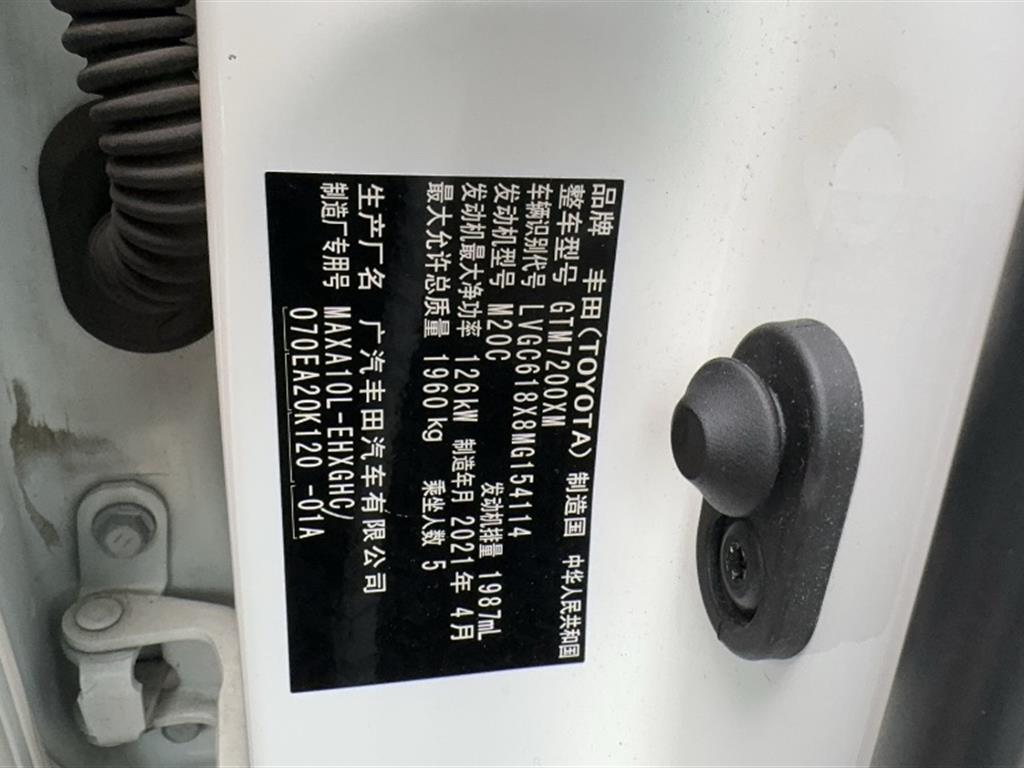 品牌 丰田(TOYOTA) 制造国 中华人民共和国
整车型号 GTM7200XM
车辆识别代号 LVGC618X8MG154114
发动机型号 M20C 发动机排量 1987mL
发动机最大净功率 126kW 制造年月 2021年 4月
最大允许总质量 1960kg 乘坐人数 5
生产厂名 广汽丰田汽车有限公司
制造厂专用号 MAXA10L-EHXGHC/
070EA20K120 -01A